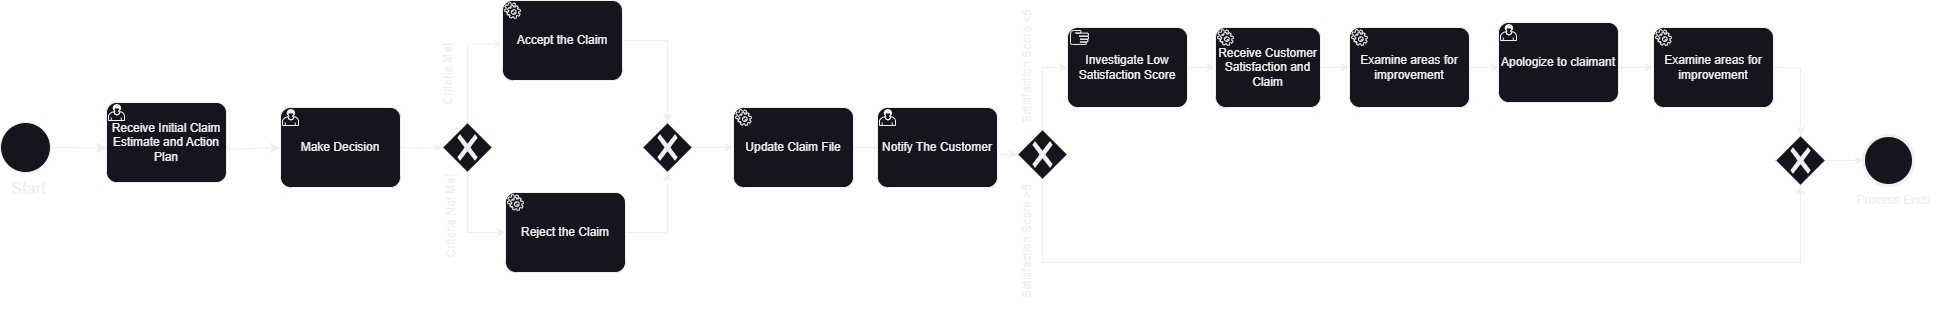 Start
Receive Initial Claim
Estimate and Action
Plan
Make Decision
Criteria Met
Criteria Not Met
Accept the Claim
Reject the Claim
Update Claim File
Notify The Customer
Satisfaction Score <5
Satisfaction Score >5
Investigate Low
Satisfaction Score
Receive Customer
Satisfaction and
Claim
Examine areas for
improvement
Apologize to claimant
Examine areas for
improvement
Process Ends